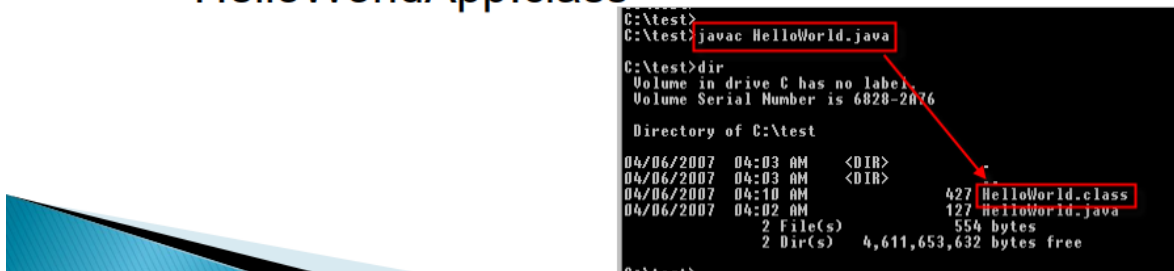 HelloWorldApp.class
C:\test>
C:\test>javac HelloWorld.java
C:\test>dir
Volume in drive C has no label.
Volume Serial Number is 6828-2A76
Directory of C:\test
04/06/2007 04:03 AM <DIR> .
04/06/2007 04:03 AM <DIR> ..
04/06/2007 04:10 AM 427 HelloWorld.class
04/06/2007 04:02 AM 127 HelloWorld.java
2 File(s) 554 bytes
2 Dir(s) 4,611,653,632 bytes free